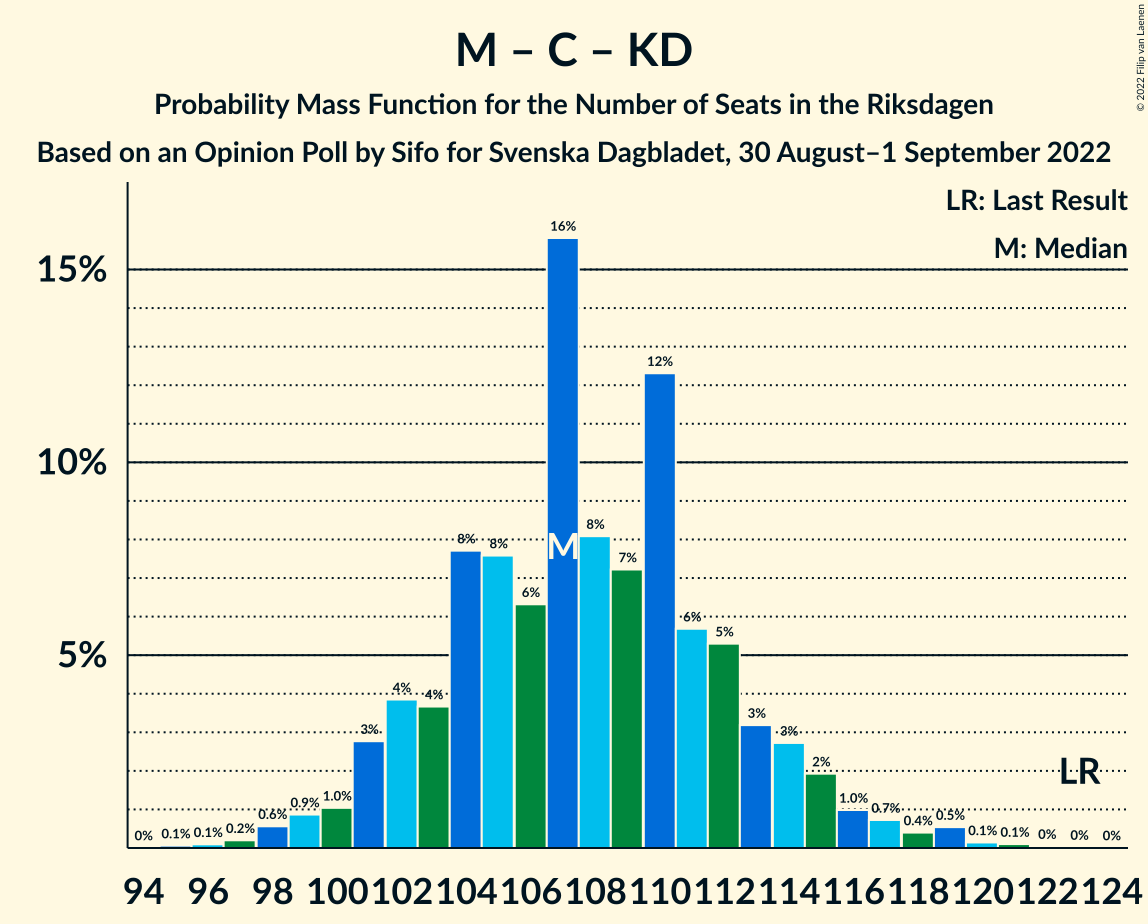 M – C – KD
Probability Mass Function for the Number of Seats in the Riksdagen
Based on an Opinion Poll by Sifo for Svenska Dagbladet, 30 August–1 September 2022
© 2022 Filip van Laenen
LR: Last Result
M: Median
15%
10%
5%
0% 0.1% 0.1% 0.2% 0.6% 0.9% 1.0% 3% 4% 4% 8% 8% 6% 16% 8% 7% 12% 6% 5% 3% 3% 2% 1.0% 0.7% 0.4% 0.5% 0.1% 0.1% 0% 0% 0%
M
LR
94 96 98 100 102 104 106 108 110 112 114 116 118 120 122 124